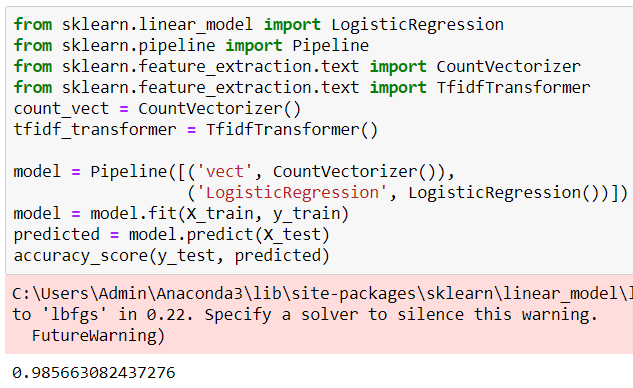 from sklearn.linear_model import LogisticRegression
from sklearn.pipeline import Pipeline
from sklearn.feature_extraction.text import CountVectorizer
from sklearn.feature_extraction.text import TfidfTransformer
count_vect = CountVectorizer()
tfidf_transformer = TfidfTransformer()
model = Pipeline([('vect', CountVectorizer()),
('LogisticRegression', LogisticRegression())])
model = model.fit(X_train, y_train)
predicted = model.predict(X_test)
accuracy_score(y_test, predicted)
C:\Users\Admin\Anaconda3\lib\site-packages\sklearn\linear_model\l
to 'lbfgs' in 0.22. Specify a solver to silence this warning.
FutureWarning)
0.985663082437276